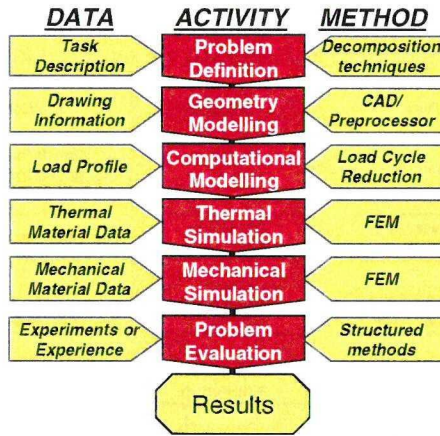 DATA ACTIVITY METHOD
Task
Description
Problem
Definition
Decomposition
techniques
Drawing
Information
Geometry
Modelling
CAD/
Preprocessor
Load Profile
Computational
Modelling
Load Cycle
Reduction
Thermal
Material Data
Thermal
Simulation
FEM
Mechanical
Material Data
Mechanical
Simulation
FEM
Experiments or
Experience
Problem
Evaluation
Structured
methods
Results